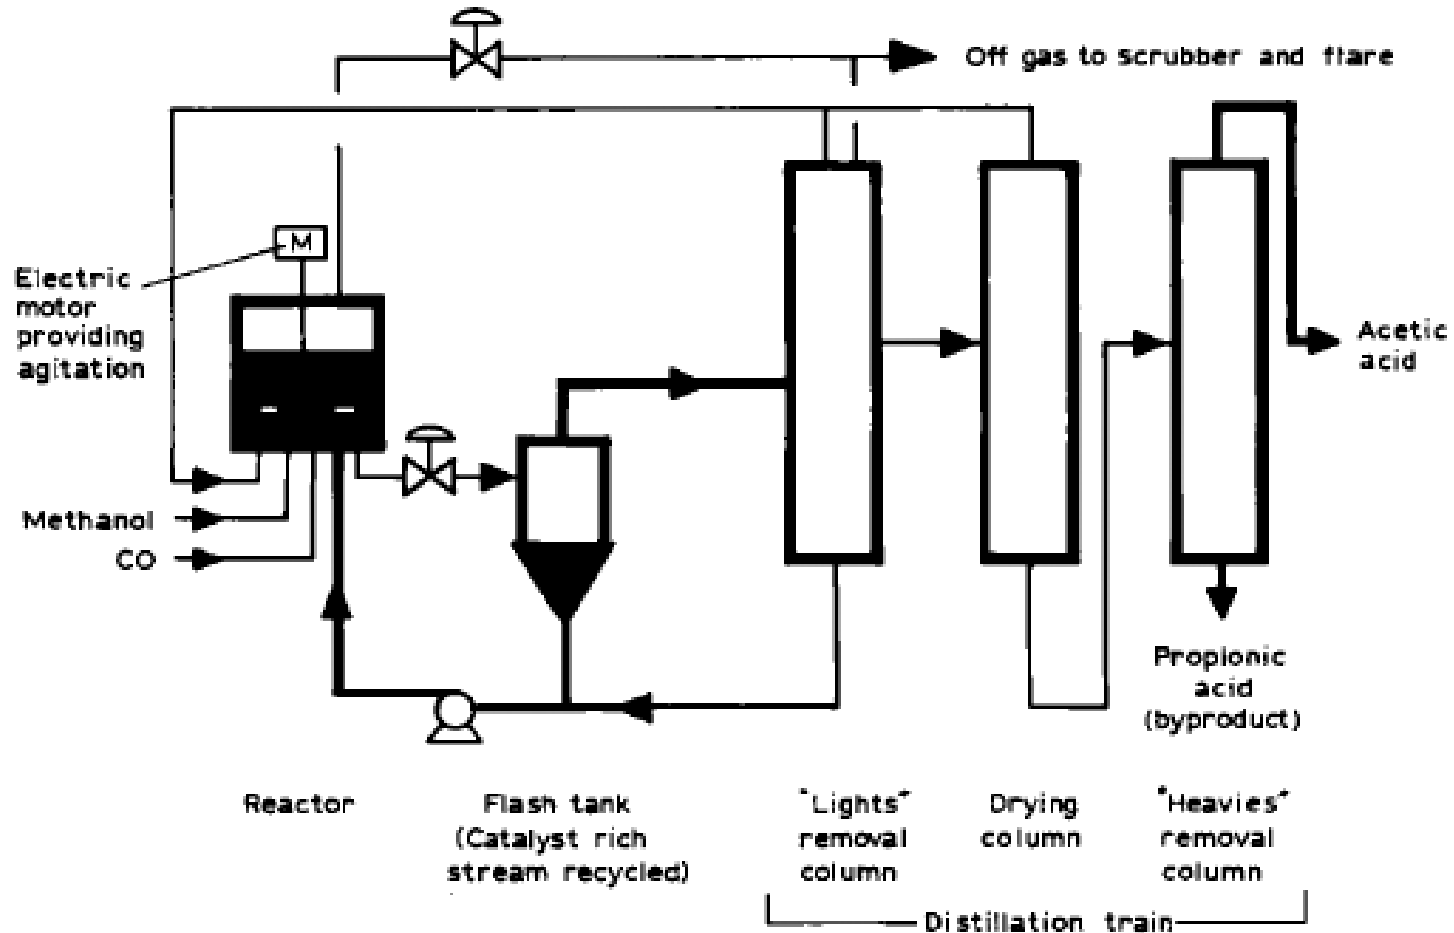 Off gas to scrubber and flare
M
Electric
motor
providing
agitation
Acetic
acid
Methanol
CO
Propionic
acid
(byproduct)
Reactor
Flash tank
(Catalyst rich
stream recycled)
"Lights"
removal
column
Drying
column
"Heavies"
removal
column
Distillation train